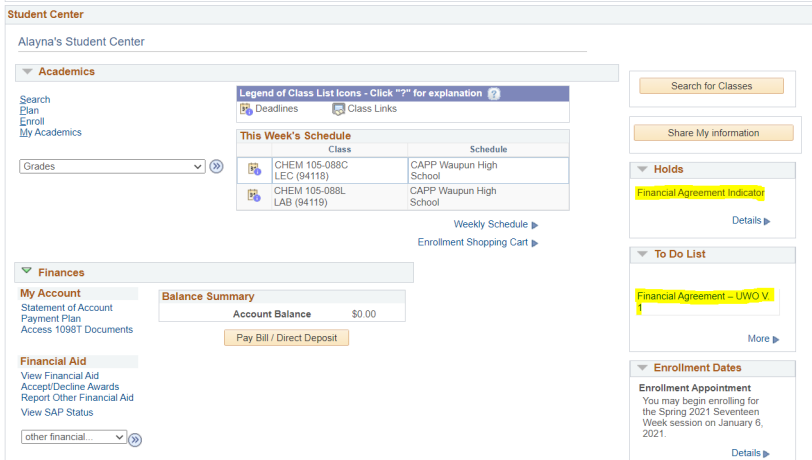 Student Center
Alayna's Student Center
Academics
Search
Plan
Enroll
My Academics
Grades
Legend of Class List Icons - Click "?" for explanation ?
Deadlines Class Links
This Week's Schedule
Class Schedule
CHEM 105-088C
LEC (94118)
CAPP Waupun High
School
CHEM 105-088L
LAB (94119)
CAPP Waupun High
School
Weekly Schedule
Enrollment Shopping Cart
Finances
My Account
Statement of Account
Payment Plan
Access 1098T Documents
Financial Aid
View Financial Aid
Accept/Decline Awards
Report Other Financial Aid
View SAP Status
other financial...
Balance Summary
Account Balance $0.00
Pay Bill / Direct Deposit
Search for Classes
Share My information
Holds
Financial Agreement Indicator
Details
To Do List
Financial Agreement – UWO V.
1
More
Enrollment Dates
Enrollment Appointment
You may begin enrolling for
the Spring 2021 Seventeen
Week session on January 6,
2021.
Details